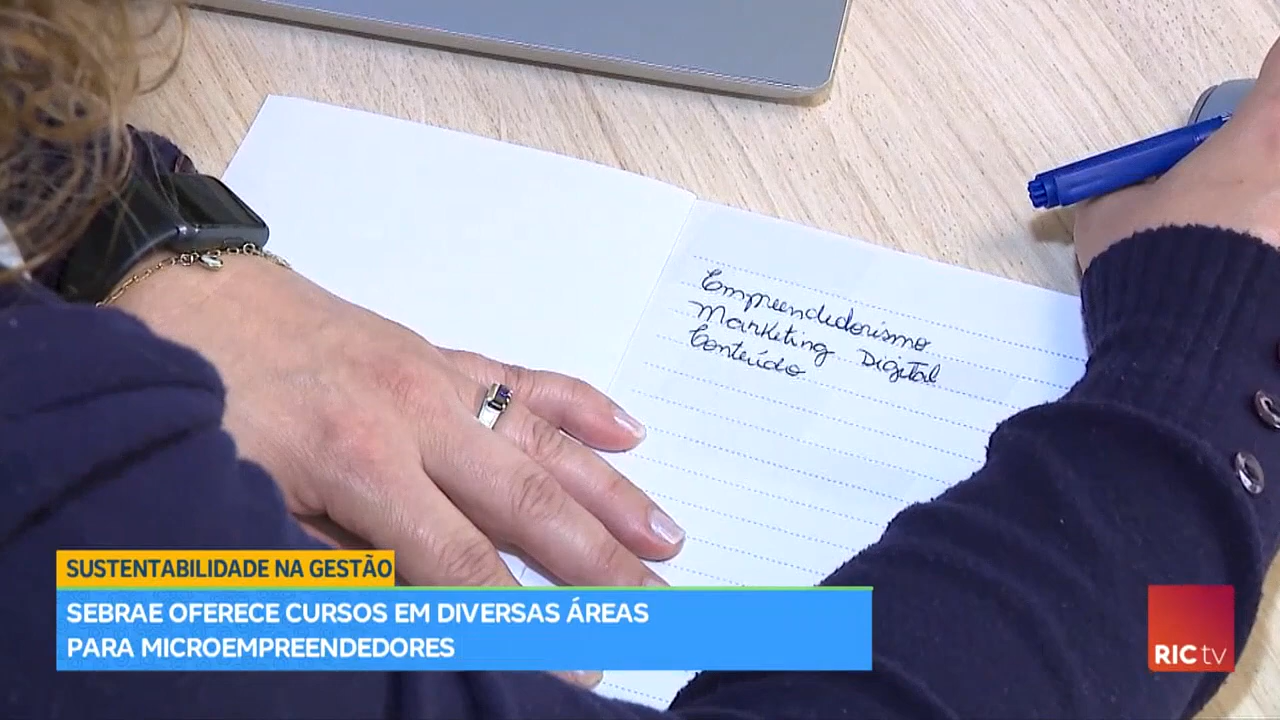 Empreendedorismo
Marketing Digital
Conteúdo
SUSTENTABILIDADE NA GESTÃO
SEBRAE OFERECE CURSOS EM DIVERSAS ÁREAS
PARA MICROEMPREENDEDORES
RIC tv